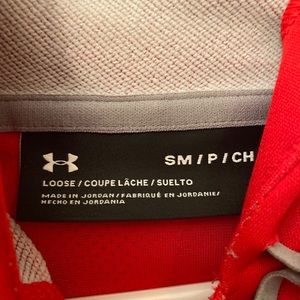 SM / P / CH
LOOSE / COUPE LÂCHE / SUELTO
MADE IN JORDAN / FABRIQUÉ EN JORDANIE/
HECHO EN JORDANIA